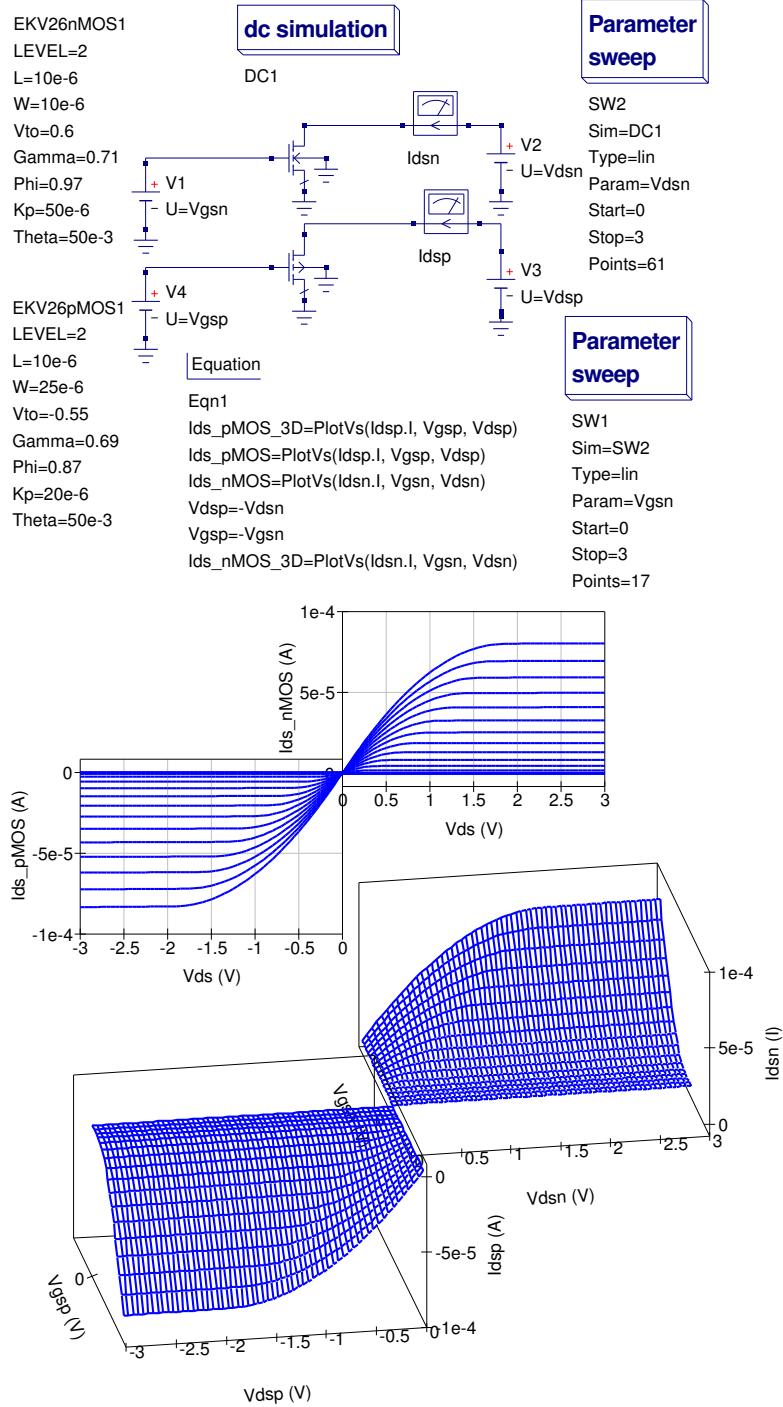 EKV26nMOS1
LEVEL=2
L=10e-6
W=10e-6
Vto=0.6
Gamma=0.71
Phi=0.97
Kp=50e-6
Theta=50e-3
EKV26pMOS1
LEVEL=2
L=10e-6
W=25e-6
Vto=-0.55
Gamma=0.69
Phi=0.87
Kp=20e-6
Theta=50e-3
dc simulation
DC1
V1
U=Vgsn
Idsn
V2
U=Vdsn
V4
U=Vgsp
Idsp
V3
U=Vdsp
Equation
Eqn1
Ids_pMOS_3D=PlotVs(Idsp.I, Vgsp, Vdsp)
Ids_pMOS=PlotVs(Idsp.I, Vgsp, Vdsp)
Ids_nMOS=PlotVs(Idsn.I, Vgsn, Vdsn)
Vdsp=-Vdsn
Vgsp=-Vgsn
Ids_nMOS_3D=PlotVs(Idsn.I, Vgsn, Vdsn)
Parameter
sweep
SW2
Sim=DC1
Type=lin
Param=Vdsn
Start=0
Stop=3
Points=61
Parameter
sweep
SW1
Sim=SW2
Type=lin
Param=Vgsn
Start=0
Stop=3
Points=17
1e-4
5e-5
0
Ids_nMOS (A)
0 0.5 1 1.5 2 2.5 3
Vds (V)
0
-5e-5
-1e-4
Ids_pMOS (A)
-3 -2.5 -2 -1.5 -1 -0.5 0
Vds (V)
1e-4
5e-5
0
Idsn (I)
0.5 1 1.5 2 2.5 3
Vdsn (V)
0
-5e-5
-1e-4
Idsp (A)
0
Vgsp (V)
-3 -2.5 -2 -1.5 -1 -0.5 0
Vdsp (V)